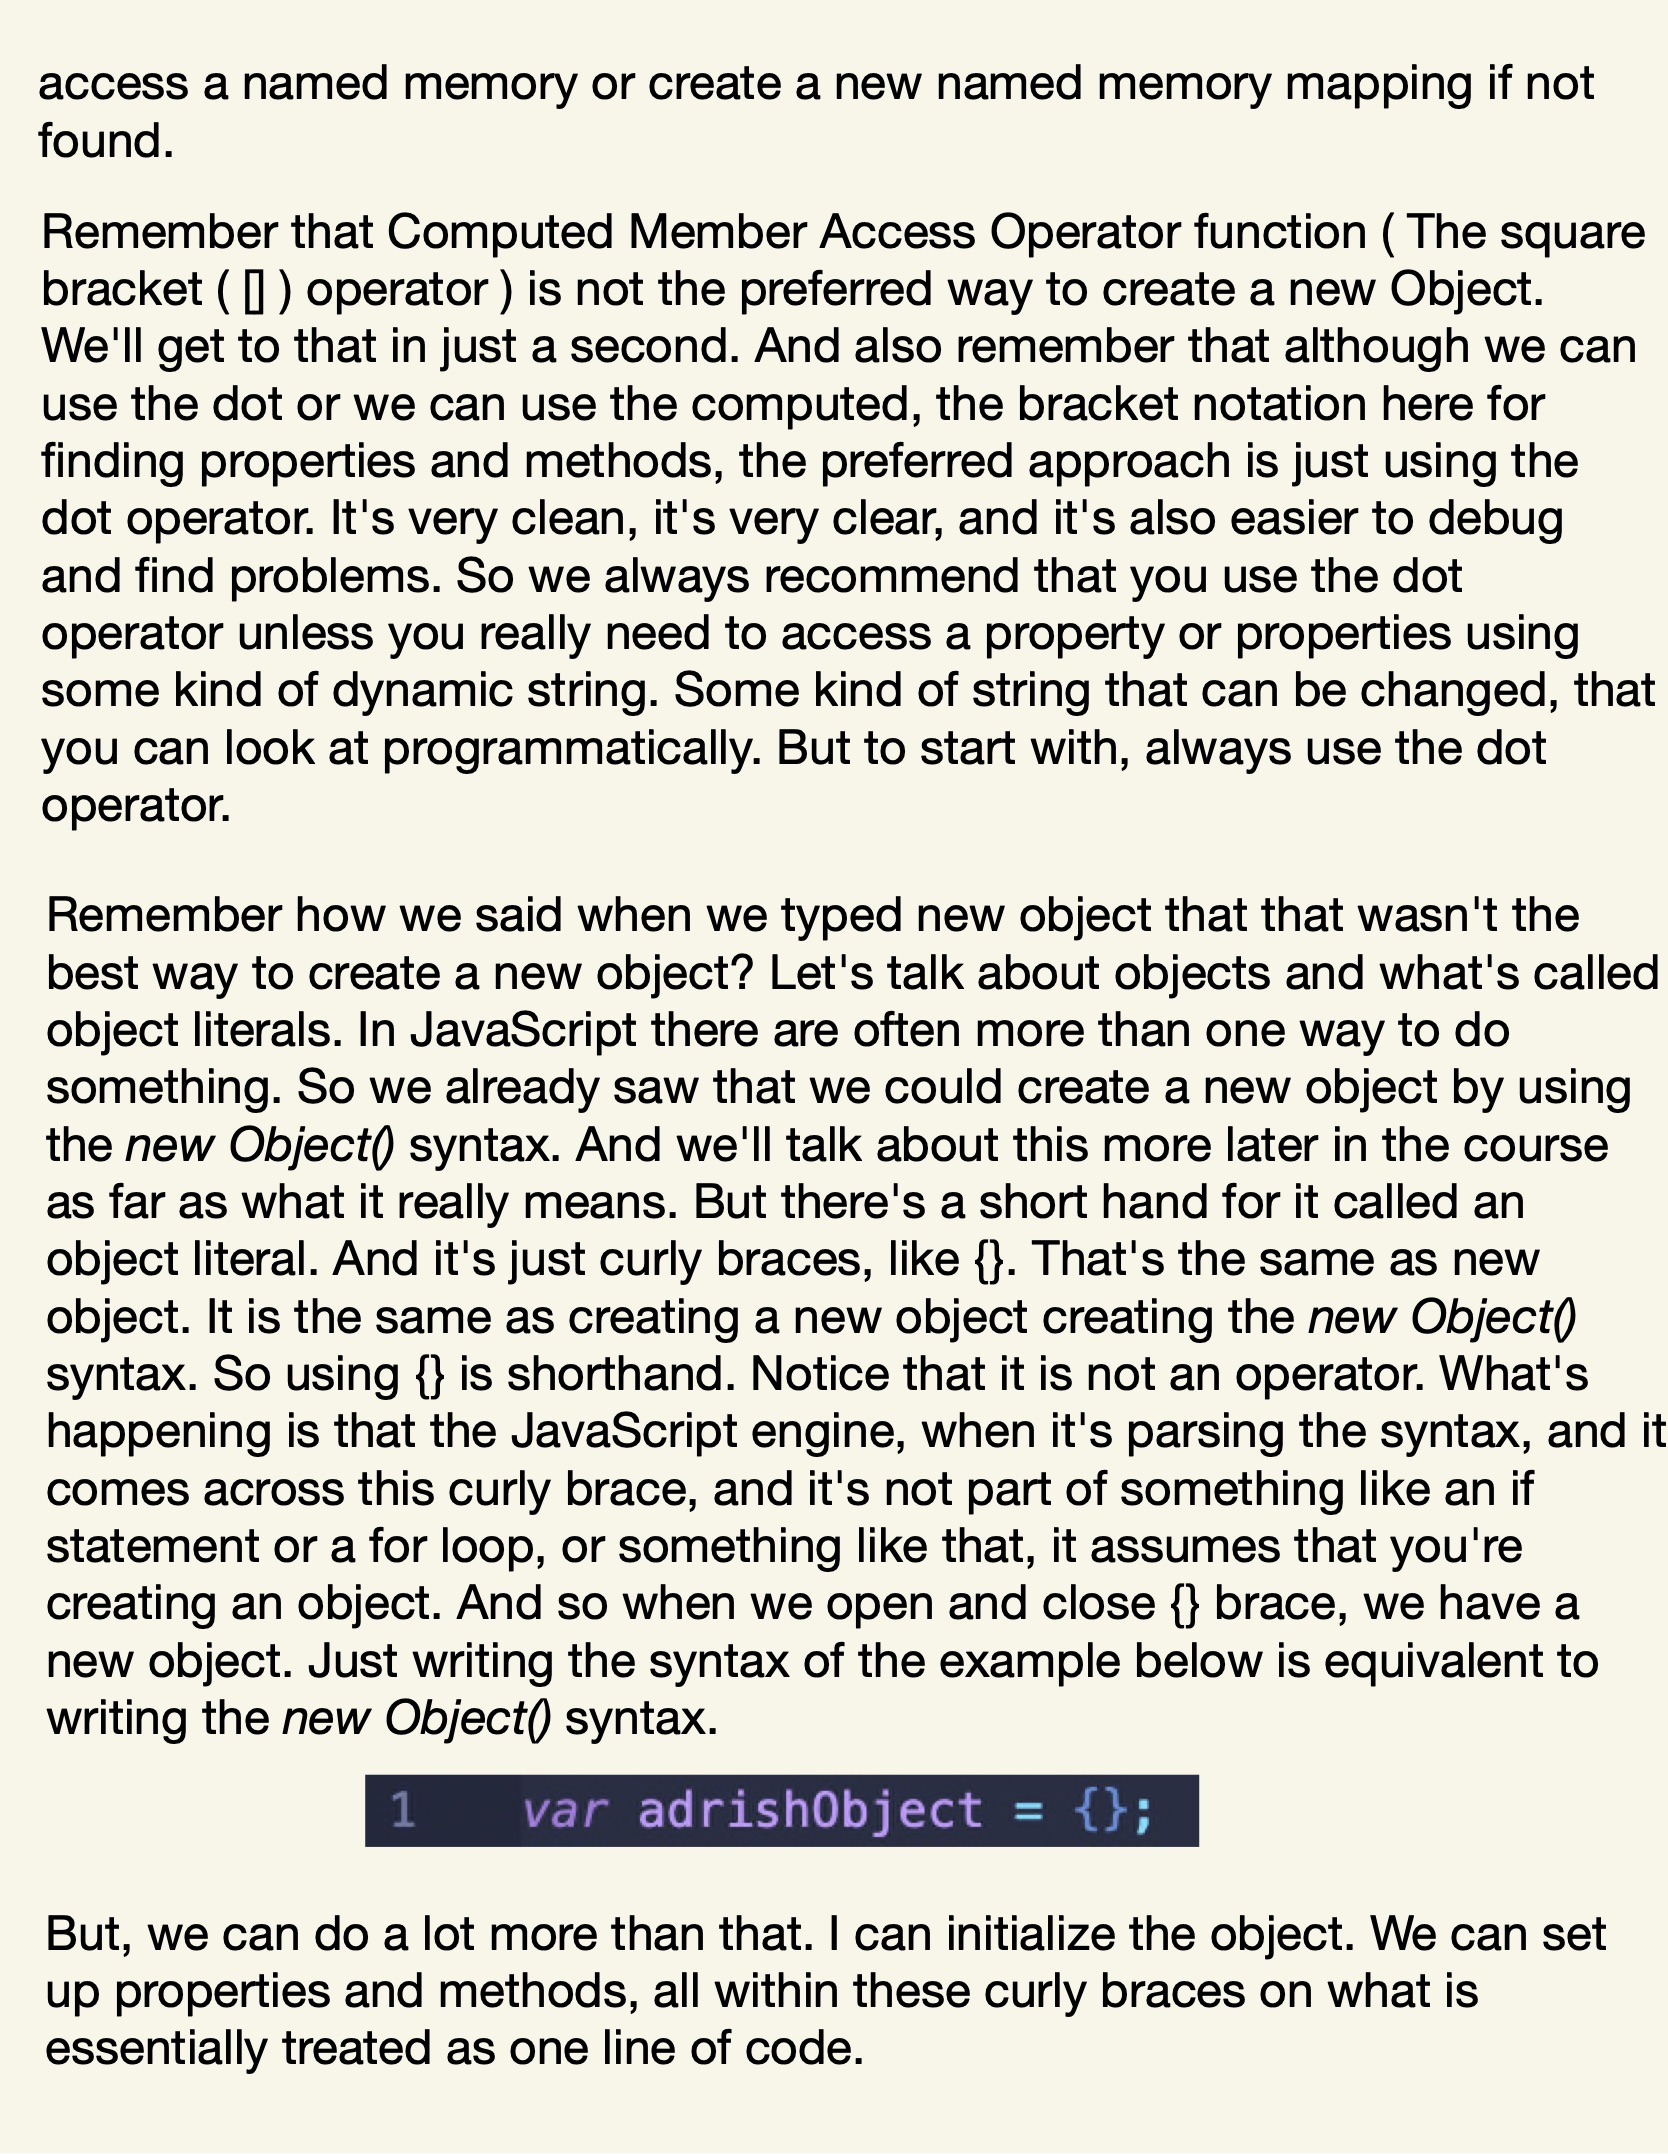 access a named memory or create a new named memory mapping if not
found.
Remember that Computed Member Access Operator function ( The square
bracket ( [] ) operator ) is not the preferred way to create a new Object.
We'll get to that in just a second. And also remember that although we can
use the dot or we can use the computed, the bracket notation here for
finding properties and methods, the preferred approach is just using the
dot operator. It's very clean, it's very clear, and it's also easier to debug
and find problems. So we always recommend that you use the dot
operator unless you really need to access a property or properties using
some kind of dynamic string. Some kind of string that can be changed, that
you can look at programmatically. But to start with, always use the dot
operator.
Remember how we said when we typed new object that that wasn't the
best way to create a new object? Let's talk about objects and what's called
object literals. In JavaScript there are often more than one way to do
something. So we already saw that we could create a new object by using
the new Object() syntax. And we'll talk about this more later in the course
as far as what it really means. But there's a short hand for it called an
object literal. And it's just curly braces, like {}. That's the same as new
object. It is the same as creating a new object creating the new Object()
syntax. So using {} is shorthand. Notice that it is not an operator. What's
happening is that the JavaScript engine, when it's parsing the syntax, and it
comes across this curly brace, and it's not part of something like an if
statement or a for loop, or something like that, it assumes that you're
creating an object. And so when we open and close {} brace, we have a
new object. Just writing the syntax of the example below is equivalent to
writing the new Object() syntax.
1 var adrishObject = {};
But, we can do a lot more than that. I can initialize the object. We can set
up properties and methods, all within these curly braces on what is
essentially treated as one line of code.